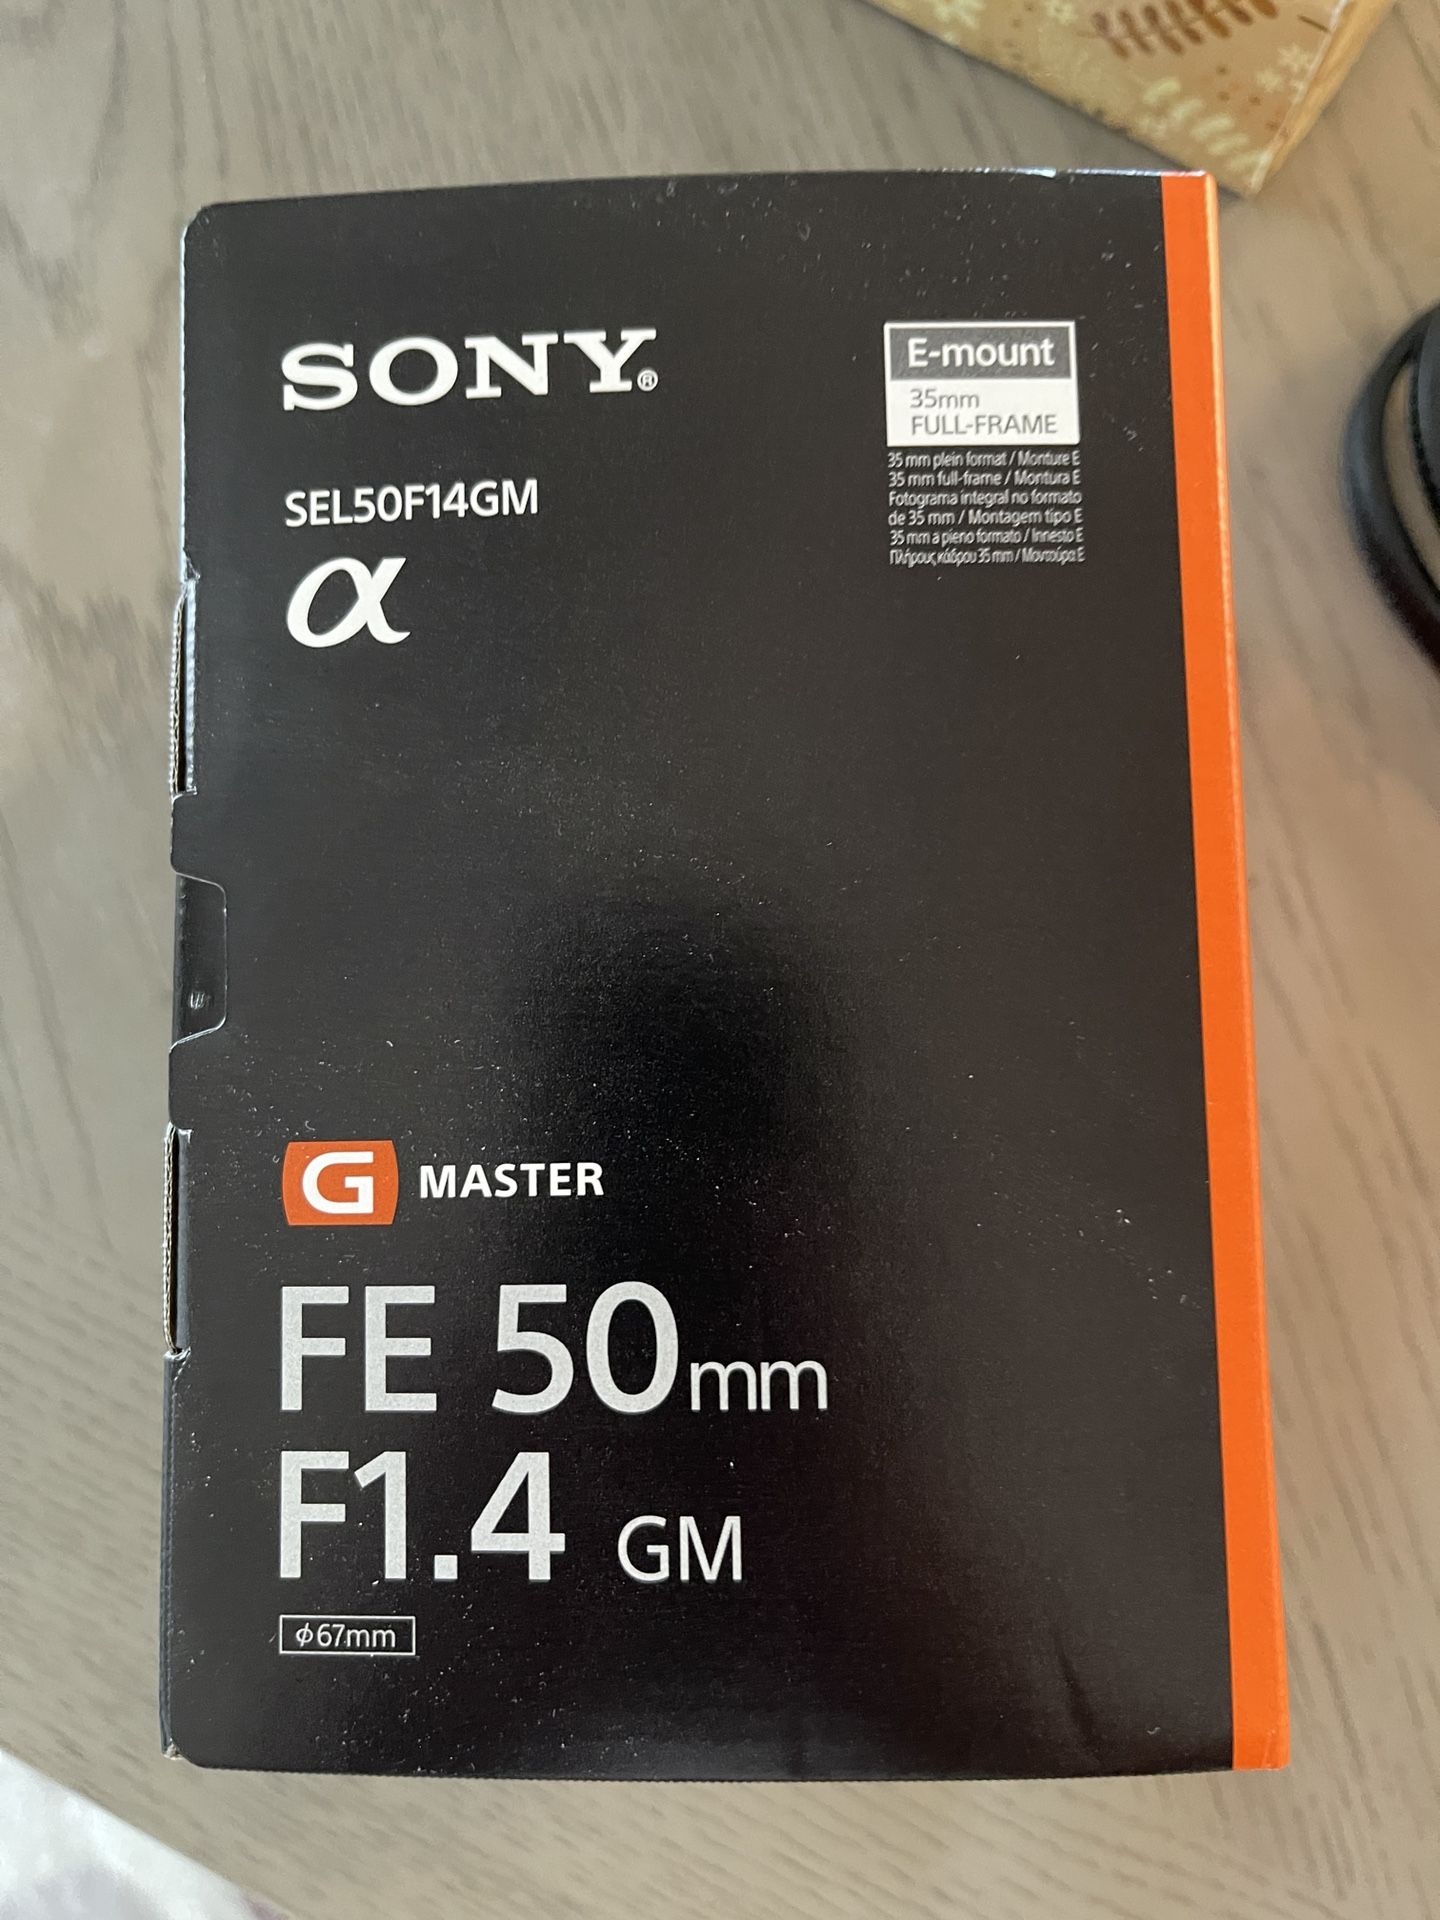 SONY®
SEL50F14GM
α
E-mount
35mm
FULL-FRAME
35 mm plein format / Monture E
35 mm full-frame / Montura E
Fotograma integral no formato
de 35 mm / Montagem tipo E
35 mm a pieno formato / Innesto E
Πλήρους κάδρου 35 mm / Μοντούρα E
G MASTER
FE 50mm
F1.4 GM
ϕ67mm